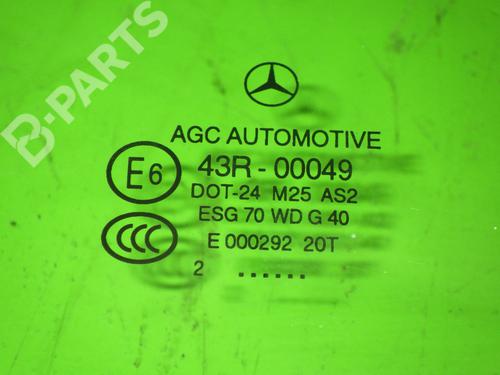 B-PARTS
AGC AUTOMOTIVE
E6 43R - 00049
DOT-24 M25 AS2
ESG 70 WD G 40
CCC E 000292 20T
2 ......